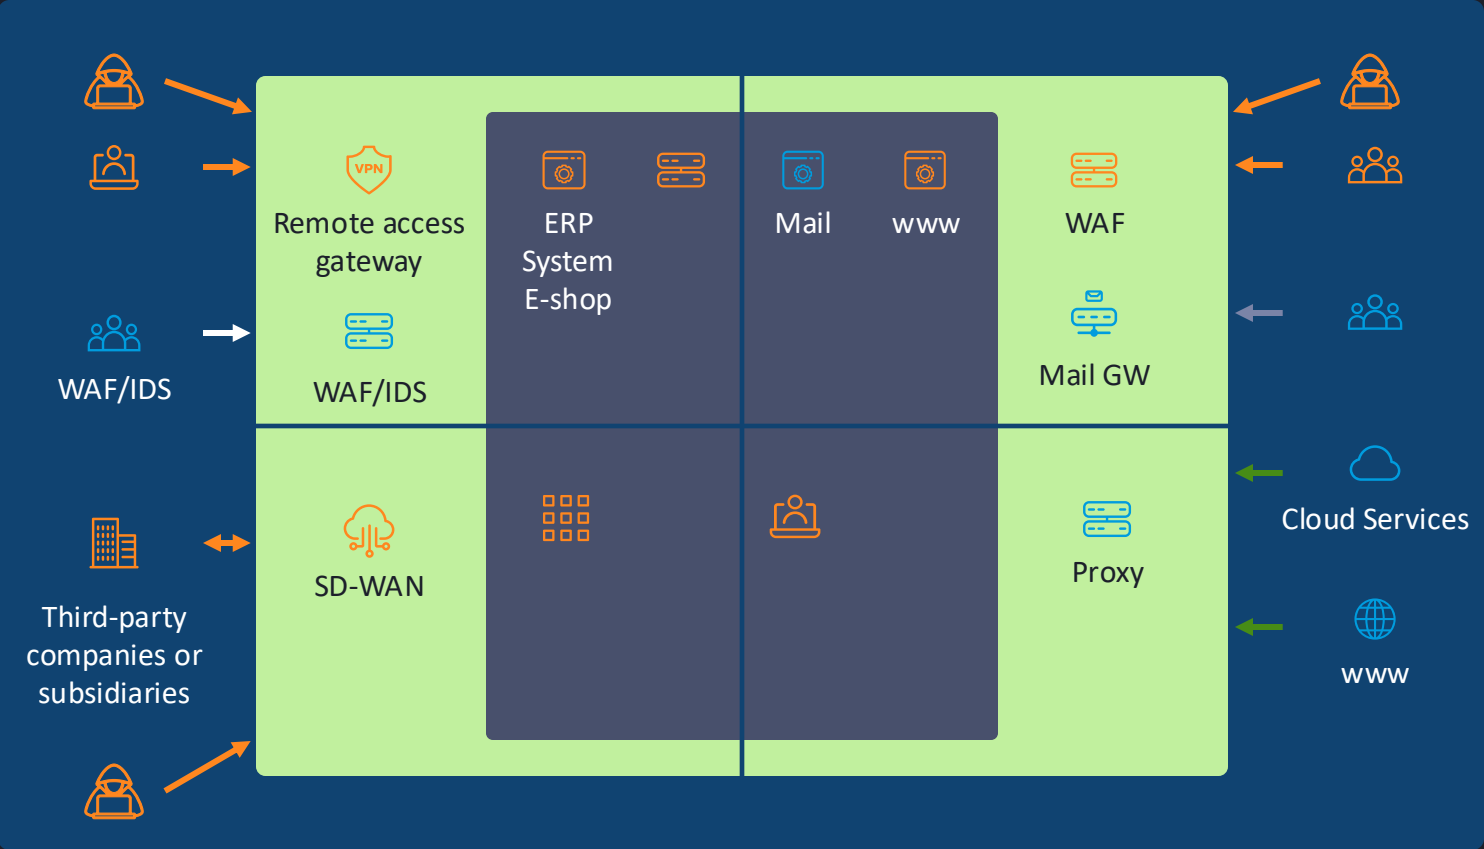 VPN
Remote access
gateway
ERP
System
E-shop
Mail
www
WAF
WAF/IDS
WAF/IDS
Mail GW
Cloud Services
SD-WAN
Proxy
Third-party
companies or
subsidiaries
www